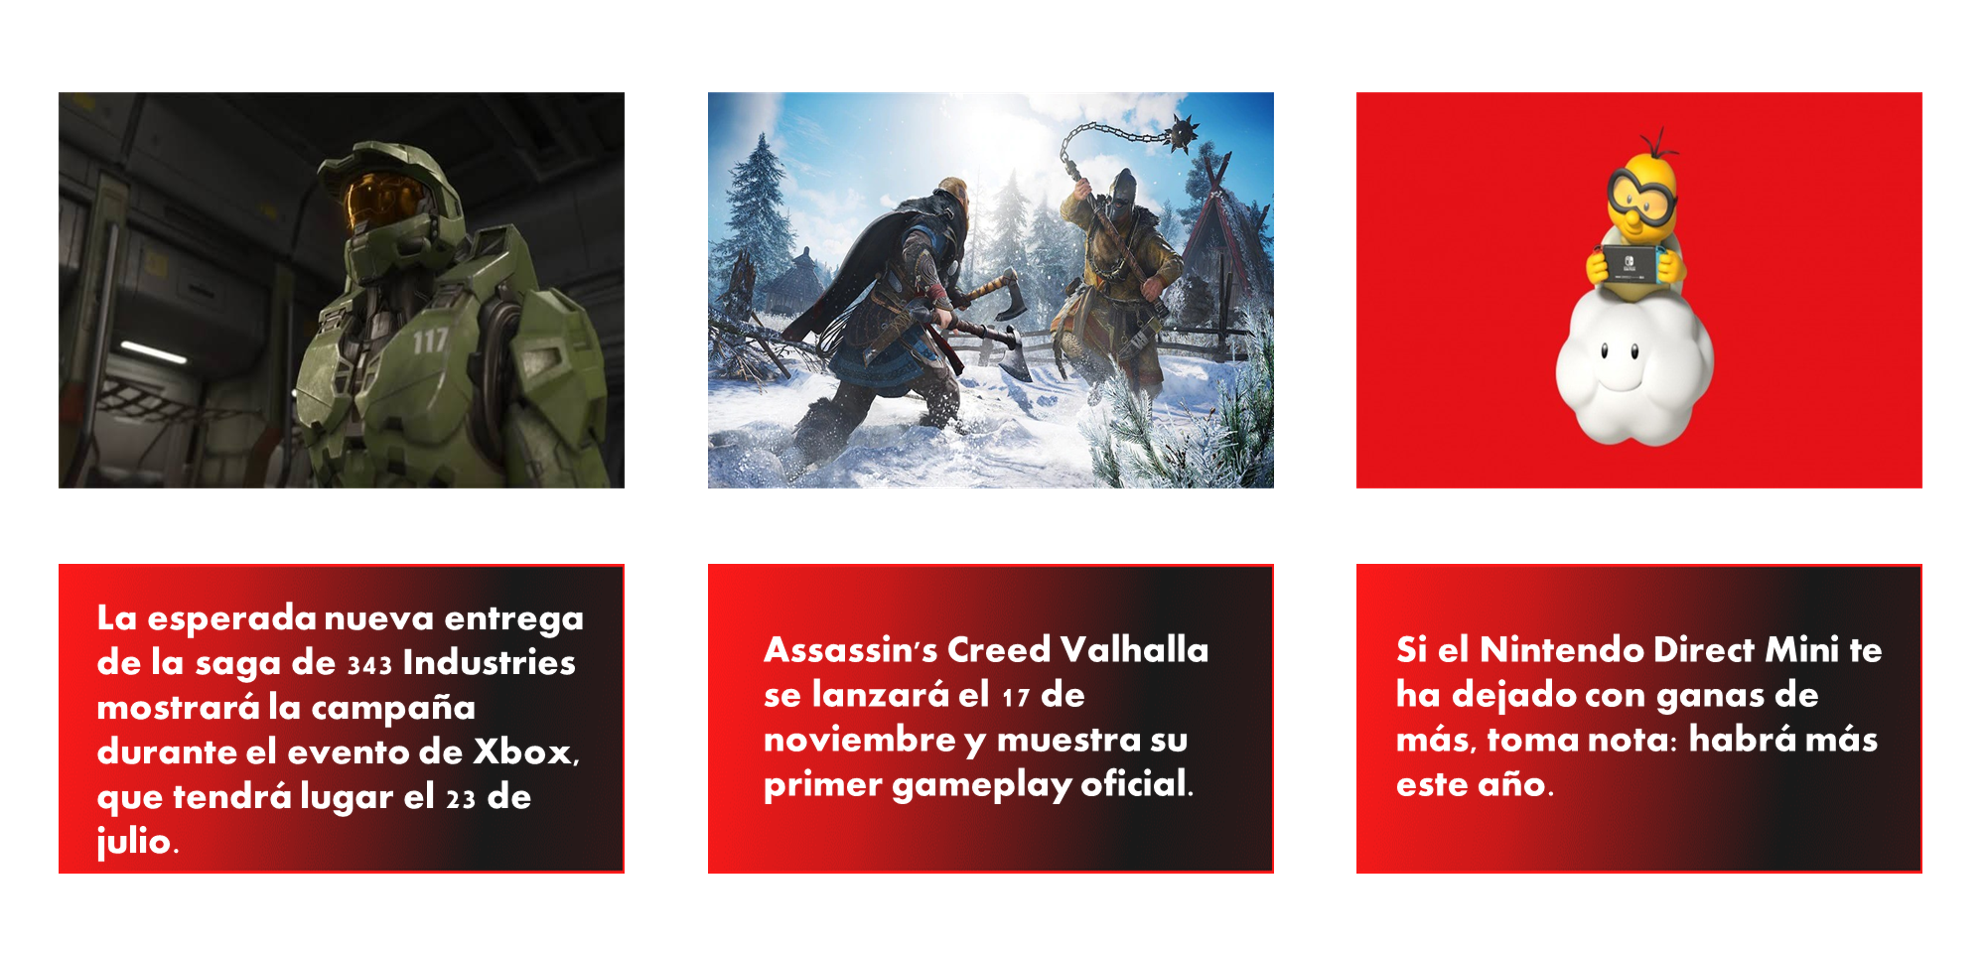 117
La esperada nueva entrega
de la saga de 343 Industries
mostrará la campaña
durante el evento de Xbox,
que tendrá lugar el 23 de
julio.
Assassin's Creed Valhalla
se lanzará el 17 de
noviembre y muestra su
primer gameplay oficial.
Si el Nintendo Direct Mini te
ha dejado con ganas de
más, toma nota: habrá más
este año.